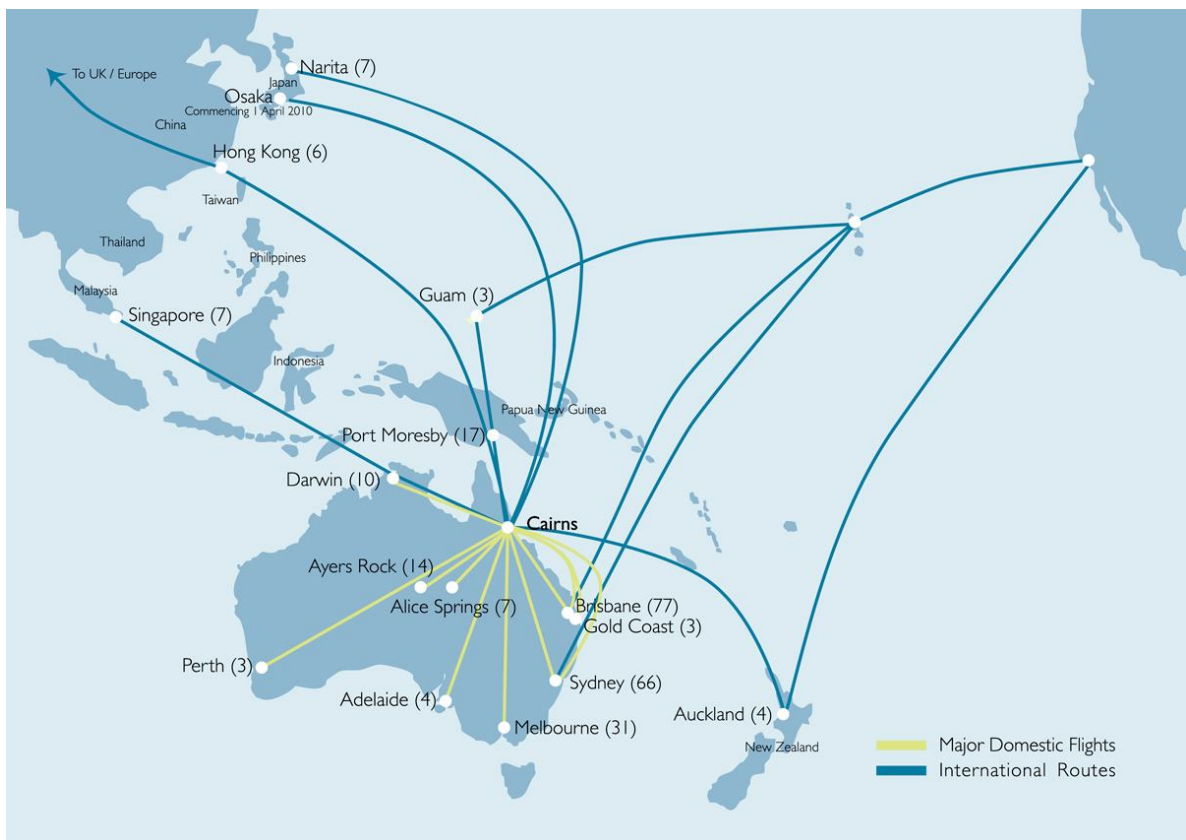 Narita (7)
To UK / Europe
Japan
Osaka
Commencing 1 April 2010
China
Hong Kong (6)
Taiwan
Thailand
Philippines
Malaysia
Guam (3)
Singapore (7)
Indonesia
Papua New Guinea
Port Moresby (17)
Darwin (10)
Cairns
Ayers Rock (14)
Alice Springs (7)
Brisbane (77)
Gold Coast (3)
Perth (3)
Sydney (66)
Adelaide (4)
Auckland (4)
Melbourne (31)
New Zealand
Major Domestic Flights
International Routes